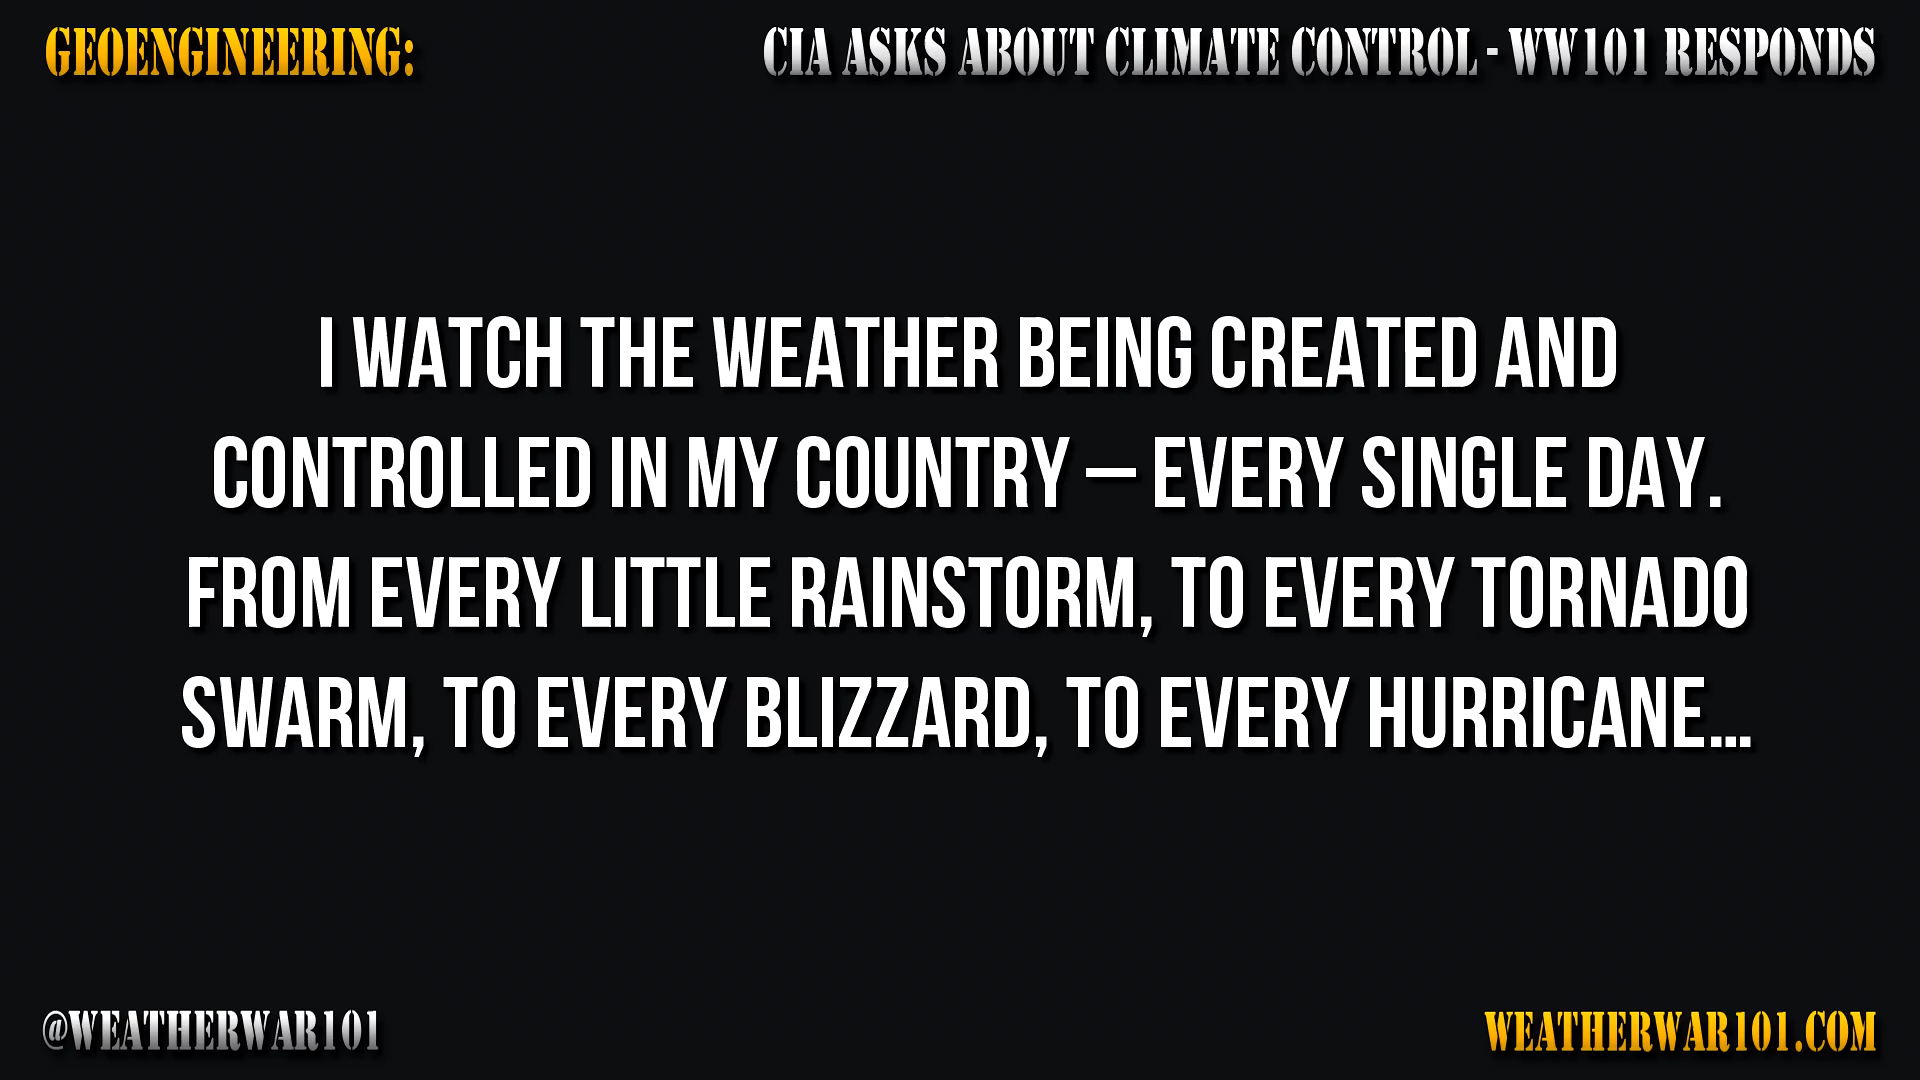 GEOENGINEERING:
CIA ASKS ABOUT CLIMATE CONTROL - WW101 RESPONDS
I WATCH THE WEATHER BEING CREATED AND
CONTROLLED IN MY COUNTRY – EVERY SINGLE DAY.
FROM EVERY LITTLE RAINSTORM, TO EVERY TORNADO
SWARM, TO EVERY BLIZZARD, TO EVERY HURRICANE...
@WEATHERWAR101
WEATHERWAR101.COM